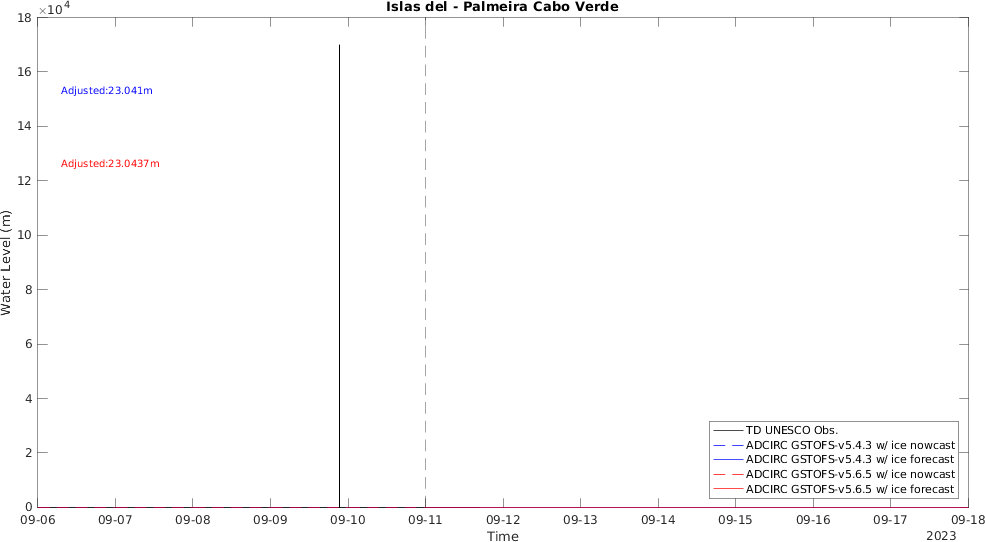 Islas del - Palmeira Cabo Verde
×10⁴
18
16
14
12
10
8
6
4
2
0
Water Level (m)
Adjusted:23.041m
Adjusted:23.0437m
TD UNESCO Obs.
ADCIRC GSTOFS-v5.4.3 w/ ice nowcast
ADCIRC GSTOFS-v5.4.3 w/ ice forecast
ADCIRC GSTOFS-v5.6.5 w/ ice nowcast
ADCIRC GSTOFS-v5.6.5 w/ ice forecast
09-06 09-07 09-08 09-09 09-10 09-11 09-12 09-13 09-14 09-15 09-16 09-17 09-18
Time
2023